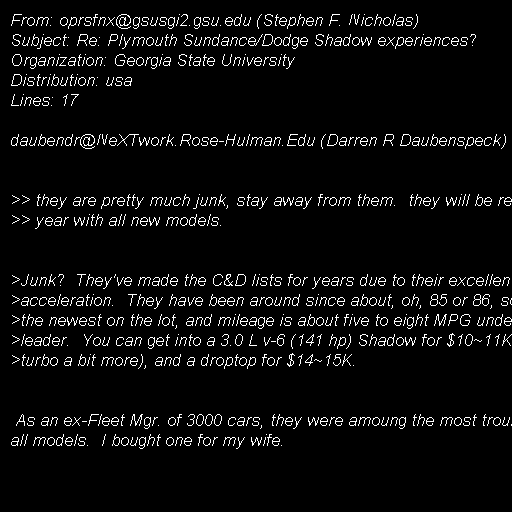 From: oprsfnx@gsusgi2.gsu.edu (Stephen F. Nicholas)
Subject: Re: Plymouth Sundance/Dodge Shadow experiences?
Organization: Georgia State University
Distribution: usa
Lines: 17
daubendr@NeXTwork.Rose-Hulman.Edu (Darren R Daubenspeck)
>> they are pretty much junk, stay away from them.  they will be re
>> year with all new models.
>Junk?  They've made the C&D lists for years due to their excellen
>acceleration.  They have been around since about, oh, 85 or 86, so
>the newest on the lot, and mileage is about five to eight MPG unde
>leader.  You can get into a 3.0 L v-6 (141 hp) Shadow for $10~11K
>turbo a bit more), and a droptop for $14~15K.
As an ex-Fleet Mgr. of 3000 cars, they were amoung the most trou
all models.  I bought one for my wife.